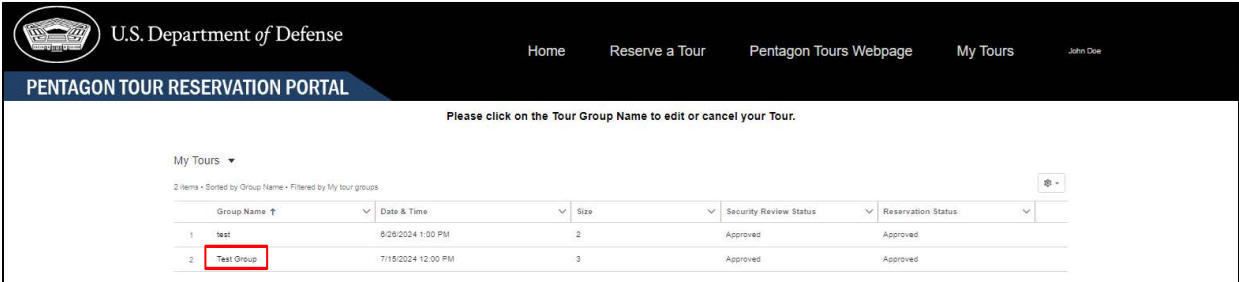 U.S. Department of Defense
Home Reserve a Tour Pentagon Tours Webpage My Tours John Doe
PENTAGON TOUR RESERVATION PORTAL
Please click on the Tour Group Name to edit or cancel your Tour.
My Tours
2 items • Sorted by Group Name • Filtered by My tour groups
Group Name ↑ Date & Time Size Security Review Status Reservation Status
1 test 6/26/2024 1:00 PM 2 Approved Approved
2 Test Group 7/15/2024 12:00 PM 3 Approved Approved